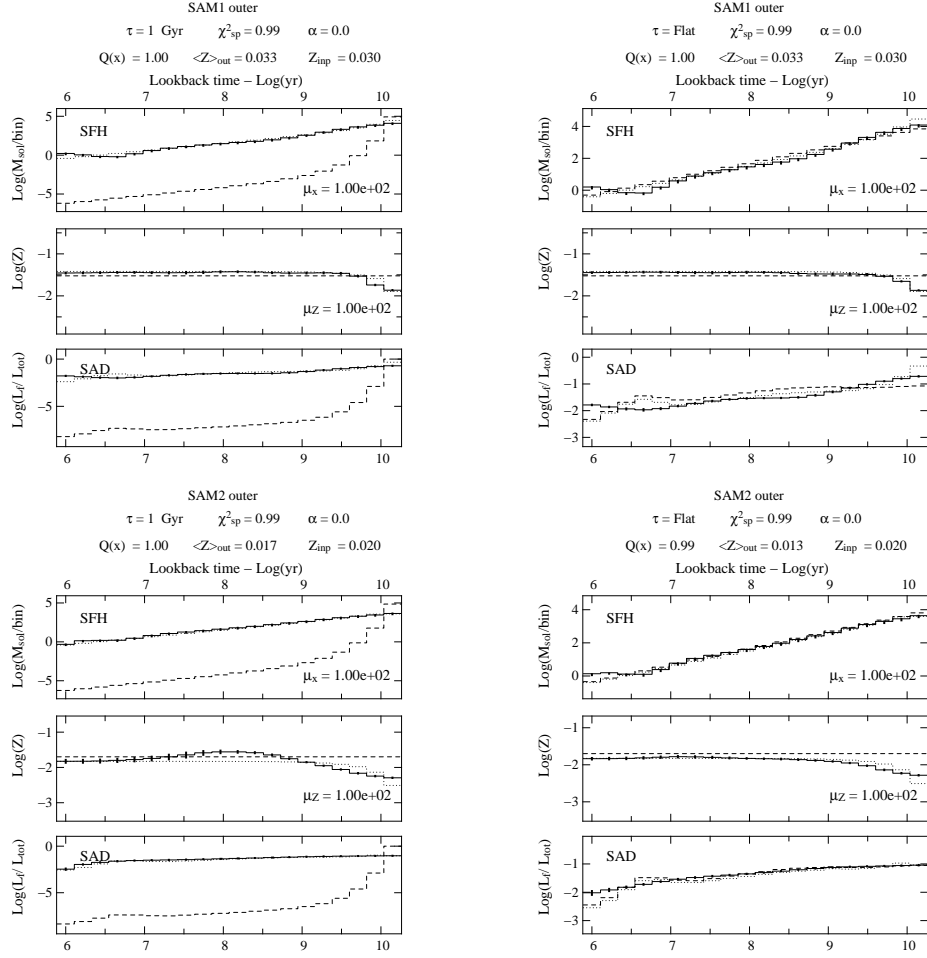 SAM1 outer
τ = 1 Gyr χ²sp = 0.99 α = 0.0
Q(x) = 1.00 <Z>out = 0.033 Zinp = 0.030
Lookback time − Log(yr)
6 7 8 9 10
Log(Msol/bin)
5
0
−5
SFH
μx = 1.00e+02
Log(Z)
−1
−2
μZ = 1.00e+02
Log(Lf/ Ltot)
0
−5
SAD
6 7 8 9 10
SAM1 outer
τ = Flat χ²sp = 0.99 α = 0.0
Q(x) = 1.00 <Z>out = 0.033 Zinp = 0.030
Lookback time − Log(yr)
6 7 8 9 10
Log(Msol/bin)
4
2
0
SFH
μx = 1.00e+02
Log(Z)
−1
−2
μZ = 1.00e+02
Log(Lf/ Ltot)
0
−1
−2
−3
SAD
6 7 8 9 10
SAM2 outer
τ = 1 Gyr χ²sp = 0.99 α = 0.0
Q(x) = 1.00 <Z>out = 0.017 Zinp = 0.020
Lookback time − Log(yr)
6 7 8 9 10
Log(Msol/bin)
5
0
−5
SFH
μx = 1.00e+02
Log(Z)
−1
−2
−3
μZ = 1.00e+02
Log(Lf/ Ltot)
0
−5
SAD
6 7 8 9 10
SAM2 outer
τ = Flat χ²sp = 0.99 α = 0.0
Q(x) = 0.99 <Z>out = 0.013 Zinp = 0.020
Lookback time − Log(yr)
6 7 8 9 10
Log(Msol/bin)
4
2
0
SFH
μx = 1.00e+02
Log(Z)
−1
−2
−3
μZ = 1.00e+02
Log(Lf/ Ltot)
−1
−2
−3
SAD
6 7 8 9 10